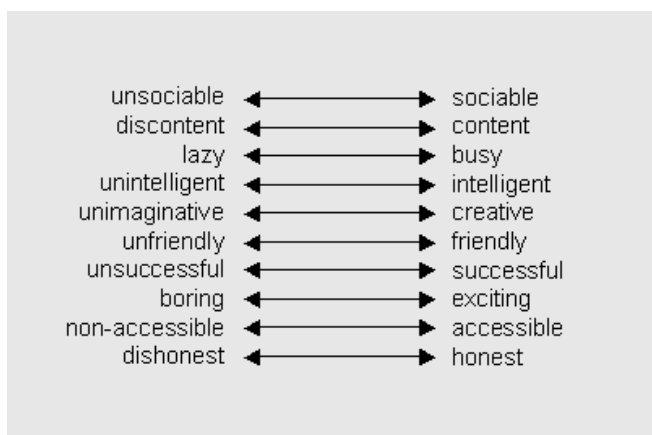 unsociable sociable
discontent content
lazy busy
unintelligent intelligent
unimaginative creative
unfriendly friendly
unsuccessful successful
boring exciting
non-accessible accessible
dishonest honest